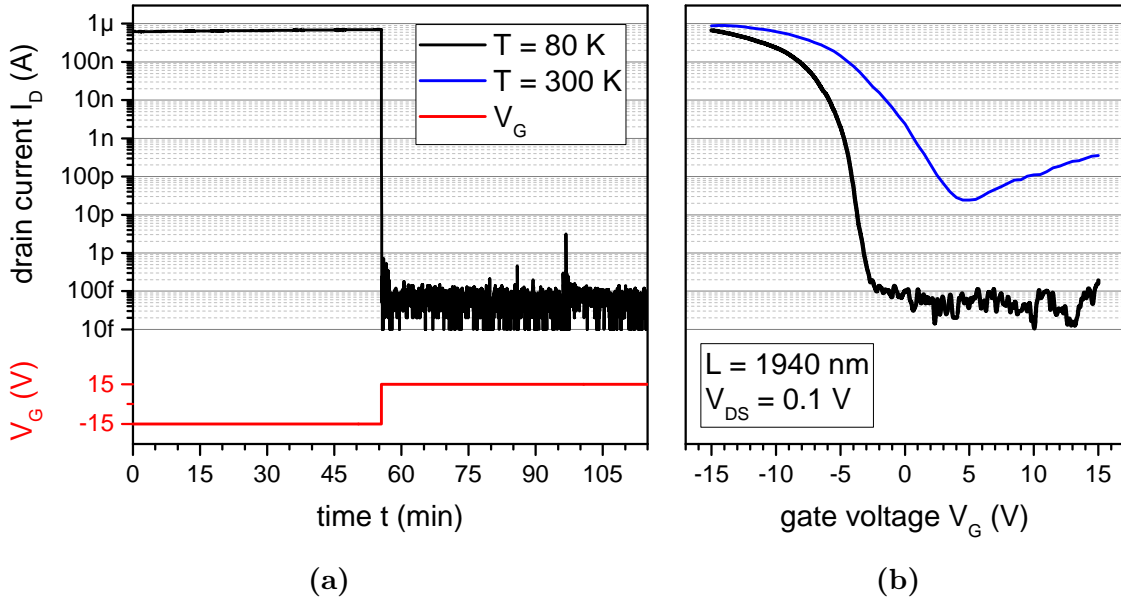 drain current I_D (A)
1μ
100n
10n
1n
100p
10p
1p
100f
10f
T = 80 K
T = 300 K
V_G
V_G (V)
15
-15
0 15 30 45 60 75 90 105
time t (min)
(a)
L = 1940 nm
V_DS = 0.1 V
-15 -10 -5 0 5 10 15
gate voltage V_G (V)
(b)